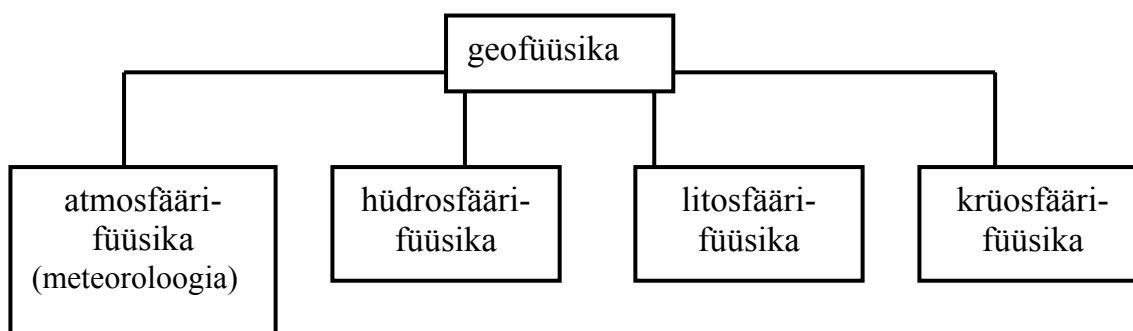 geofüüsika
atmosfääri-
füüsika
(meteoroloogia)
hüdrosfääri-
füüsika
litosfääri-
füüsika
krüosfääri-
füüsika